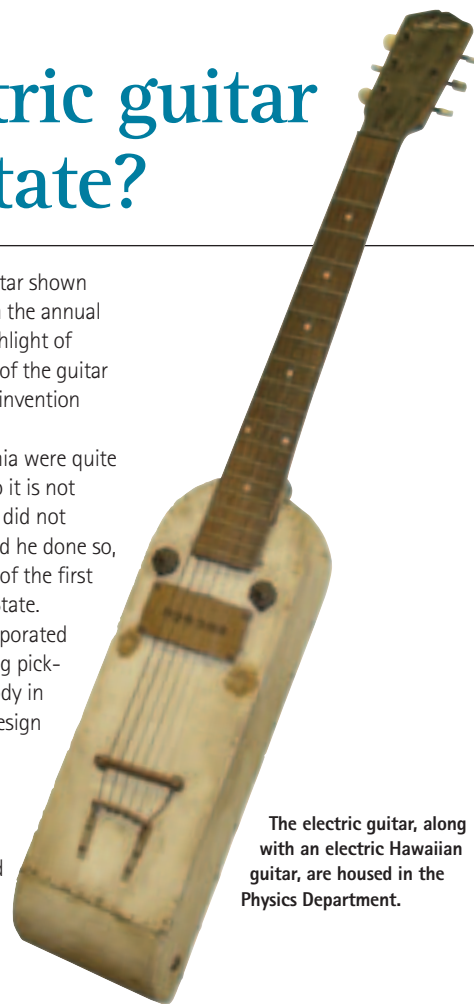 tric guitar
tate?
tar shown
n the annual
hlight of
of the guitar
invention
nia were quite
o it is not
did not
d he done so,
of the first
tate.
porated
g pick-
dy in
esign
d
The electric guitar, along
with an electric Hawaiian
guitar, are housed in the
Physics Department.